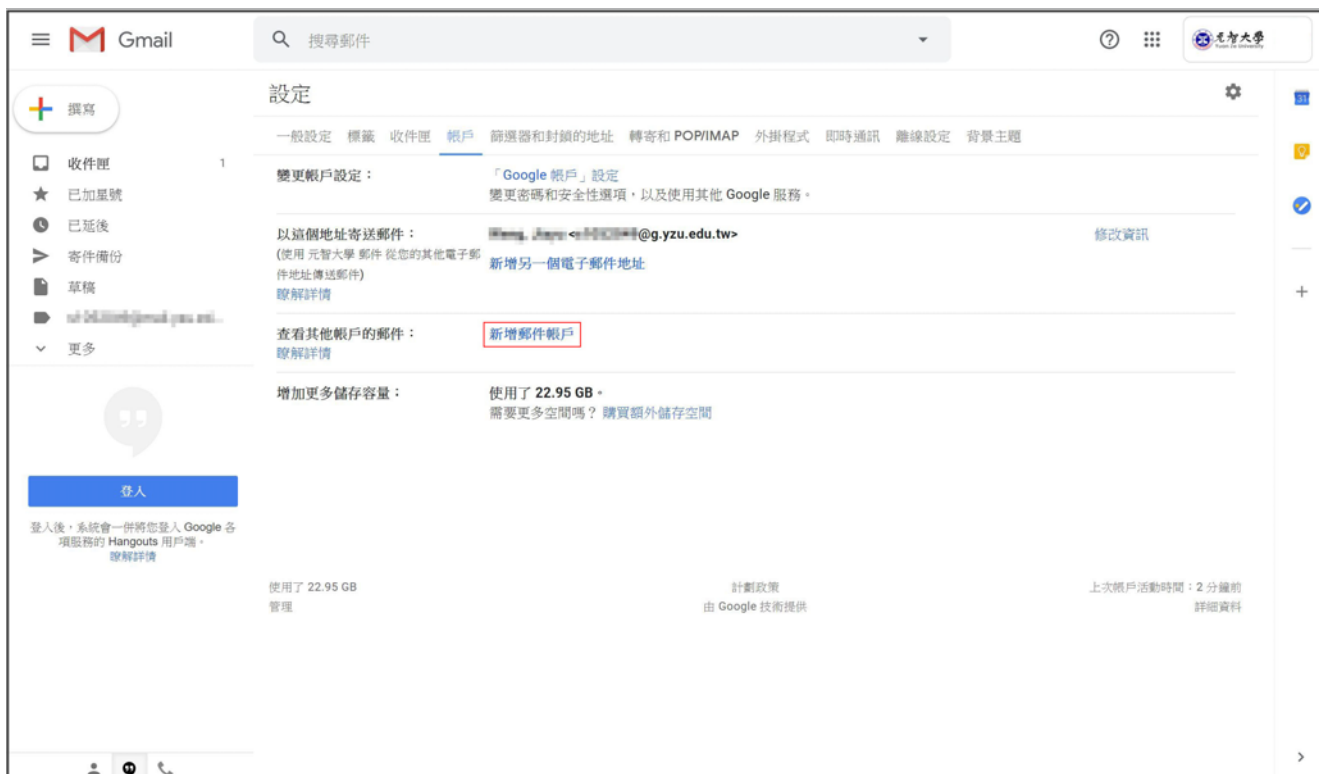 Gmail
搜尋郵件
元智大學
Yuan Ze University
撰寫
收件匣 1
已加星號
已延後
寄件備份
草稿
更多
登入
登入後，系統會一併將您登入 Google 各
項服務的 Hangouts 用戶端。
瞭解詳情
設定
一般設定 標籤 收件匣 帳戶 篩選器和封鎖的地址 轉寄和 POP/IMAP 外掛程式 即時通訊 離線設定 背景主題
變更帳戶設定：
「Google 帳戶」設定
變更密碼和安全性選項，以及使用其他 Google 服務。
以這個地址寄送郵件：
(使用 元智大學 郵件 從您的其他電子郵
件地址傳送郵件)
瞭解詳情
@g.yzu.edu.tw>
修改資訊
新增另一個電子郵件地址
查看其他帳戶的郵件：
瞭解詳情
新增郵件帳戶
增加更多儲存容量：
使用了 22.95 GB。
需要更多空間嗎？ 購買額外儲存空間
使用了 22.95 GB
管理
計劃政策
由 Google 技術提供
上次帳戶活動時間：2 分鐘前
詳細資料
31